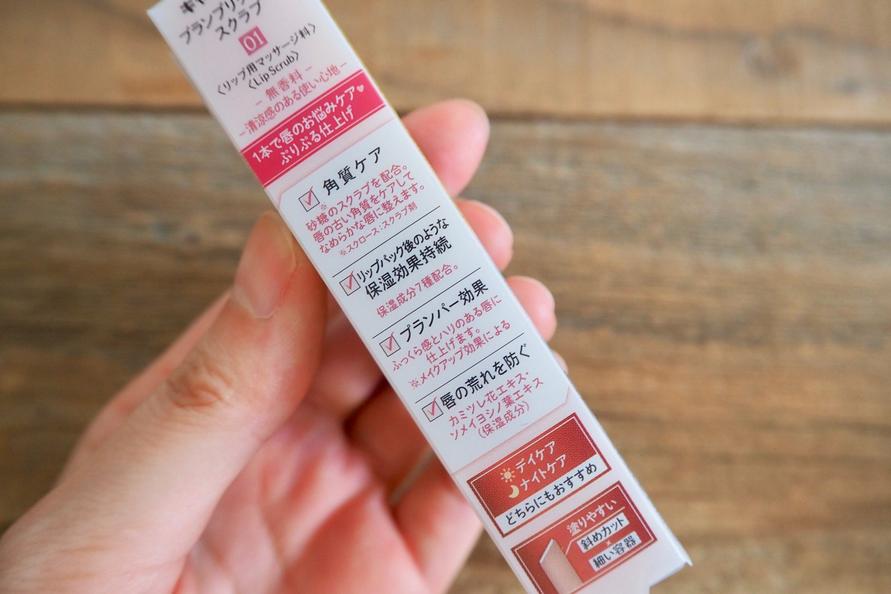 プランプリップ
スクラブ
01
〈リップ用マッサージ料〉
〈Lip Scrub〉
- 無香料 -
- 清涼感のある使い心地 -
1本で唇のお悩みケア♥
ぷりぷる仕上げ
角質ケア
砂糖※のスクラブを配合。
唇の古い角質をケアして
なめらかな唇に整えます。
※スクロース：スクラブ剤
リップパック後のような
保湿効果持続
保湿成分7種配合。
プランパー効果
ふっくら感とハリのある唇に
仕上げます。
※メイクアップ効果による
唇の荒れを防ぐ
カミツレ花エキス・
ソメイヨシノ葉エキス
(保湿成分)
デイケア
ナイトケア
どちらにもおすすめ
塗りやすい
斜めカット
×
細い容器